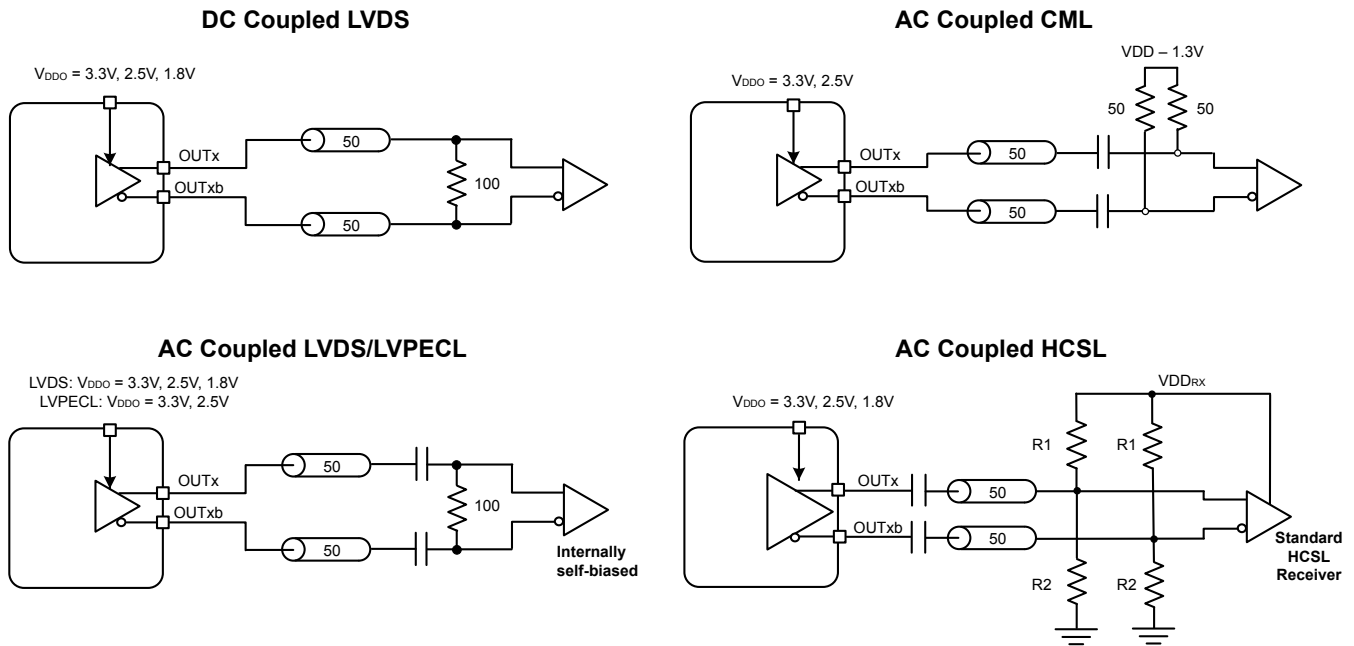 DC Coupled LVDS
VDDO = 3.3V, 2.5V, 1.8V
OUTx
OUTxb
50
50
100
AC Coupled CML
VDD – 1.3V
VDDO = 3.3V, 2.5V
50
50
OUTx
OUTxb
50
50
AC Coupled LVDS/LVPECL
LVDS: VDDO = 3.3V, 2.5V, 1.8V
LVPECL: VDDO = 3.3V, 2.5V
OUTx
OUTxb
50
50
100
Internally
self-biased
AC Coupled HCSL
VDDRX
VDDO = 3.3V, 2.5V, 1.8V
R1
R1
OUTx
OUTxb
50
50
R2
R2
Standard
HCSL
Receiver